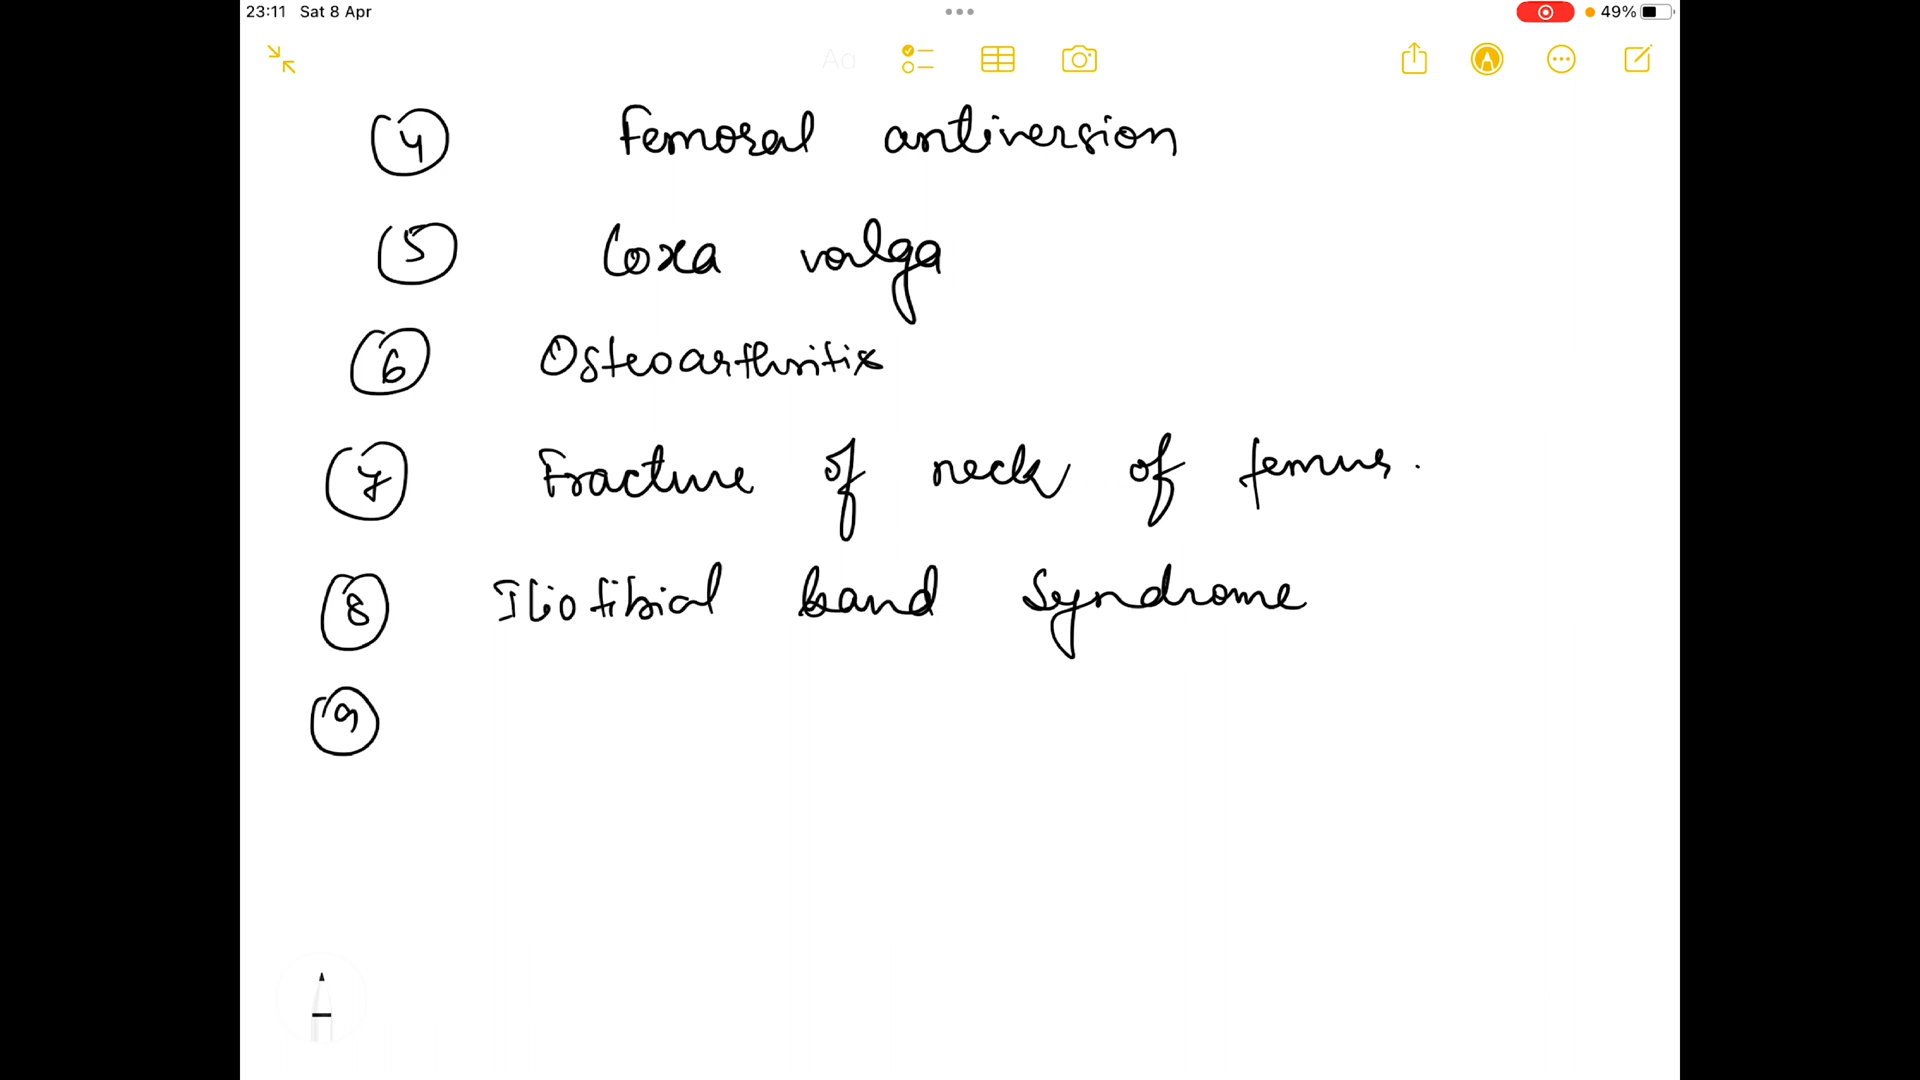 23:11 Sat 8 Apr 49%
Aa
4 Femoral antiversion
5 Coxa valga
6 Osteoarthritis
7 Fracture of neck of femur.
8 Iliotibial band Syndrome
9